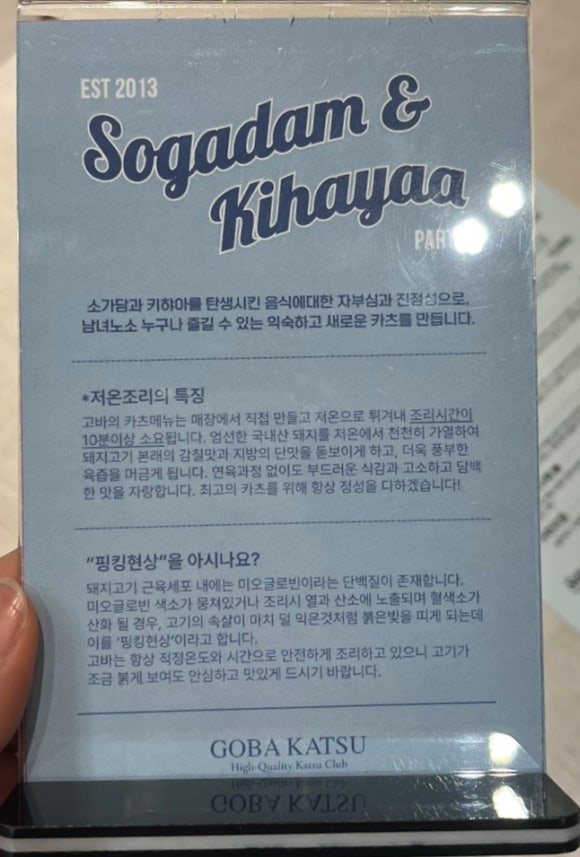 EST 2013
Sogadam &
Kihayaa
소가담과 키햐아를 탄생시킨 음식에대한 자부심과 진정성으로,
남녀노소 누구나 즐길 수 있는 익숙하고 새로운 카츠를 만듭니다.
*저온조리의 특징
고바의 카츠메뉴는 매장에서 직접 만들고 저온으로 튀겨내 조리시간이
10분이상 소요됩니다. 엄선한 국내산 돼지를 저온에서 천천히 가열하여
돼지고기 본래의 감칠맛과 지방의 단맛을 돋보이게 하고, 더욱 풍부한
육즙을 머금게 됩니다. 연육과정 없이도 부드러운 식감과 고소하고 담백
한 맛을 자랑합니다. 최고의 카츠를 위해 항상 정성을 다하겠습니다!
“핑킹현상”을 아시나요?
돼지고기 근육세포 내에는 미오글로빈이라는 단백질이 존재합니다.
미오글로빈 색소가 뭉쳐있거나 조리시 열과 산소에 노출되며 혈색소가
산화 될 경우, 고기의 속살이 마치 덜 익은것처럼 붉은빛을 띠게 되는데
이를 ‘핑킹현상’이라고 합니다.
고바는 항상 적정온도와 시간으로 안전하게 조리하고 있으니 고기가
조금 붉게 보여도 안심하고 맛있게 드시기 바랍니다.
GOBA KATSU
High-Quality Katsu Club